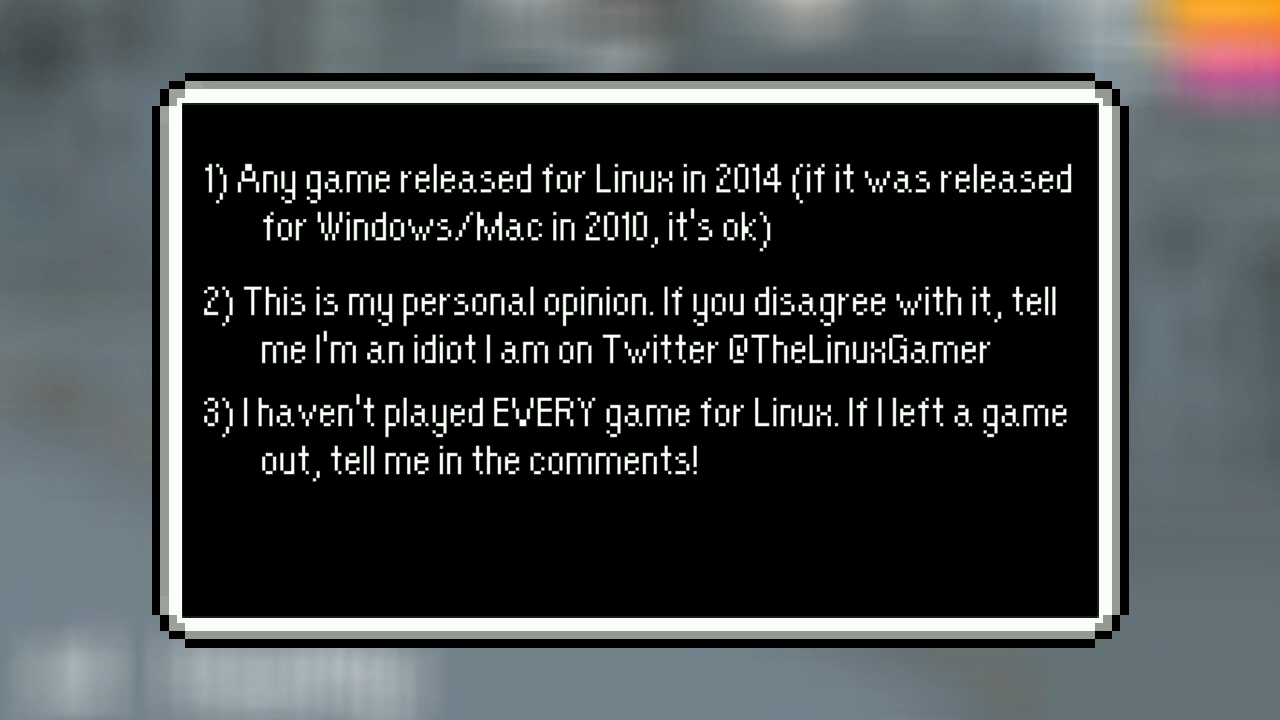 1) Any game released for Linux in 2014 (if it was released
for Windows/Mac in 2010, it's ok)
2) This is my personal opinion. If you disagree with it, tell
me I'm an idiot I am on Twitter @TheLinuxGamer
3) I haven't played EVERY game for Linux. If I left a game
out, tell me in the comments!